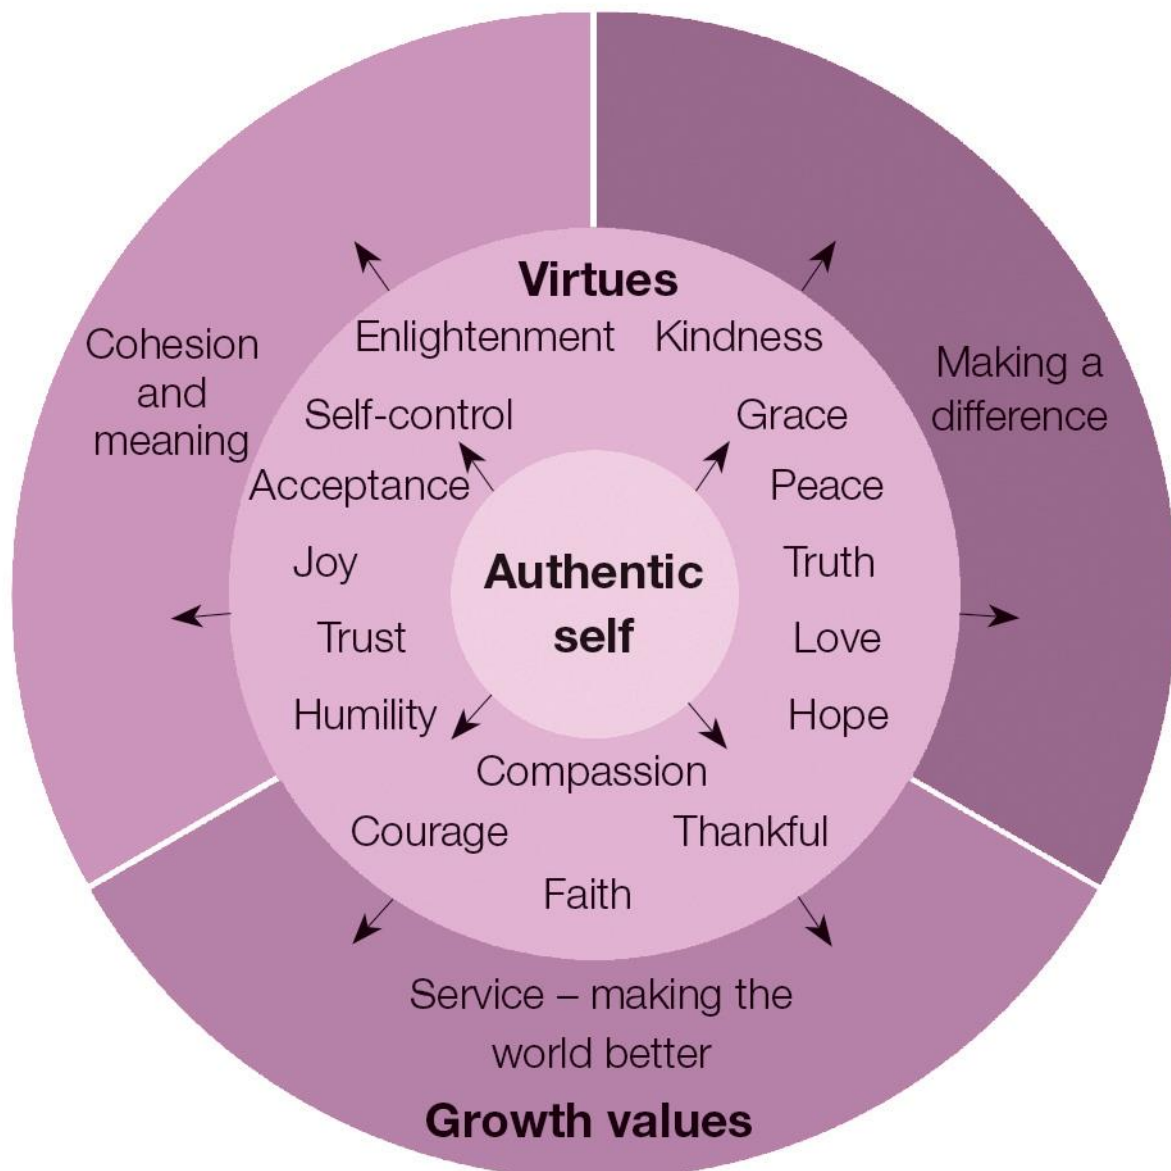 Virtues
Enlightenment
Kindness
Cohesion
and
meaning
Making a
difference
Self-control
Grace
Acceptance
Peace
Authentic
self
Joy
Truth
Trust
Love
Humility
Hope
Compassion
Courage
Thankful
Faith
Service – making the
world better
Growth values